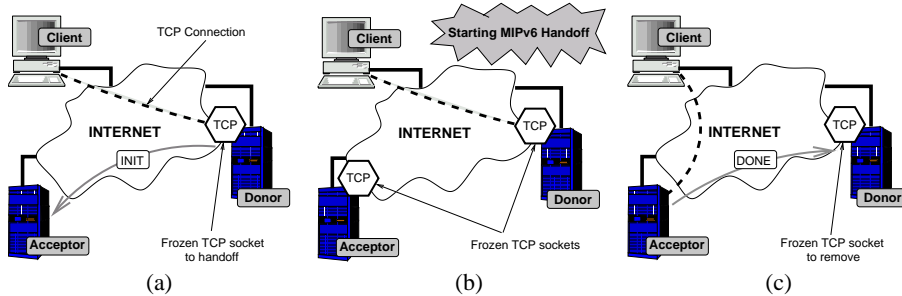 Client
TCP Connection
TCP
INTERNET
INIT
Donor
Acceptor
Frozen TCP socket
to handoff
(a)
Starting MIPv6 Handoff
Client
TCP
INTERNET
TCP
Donor
Acceptor
Frozen TCP sockets
(b)
Client
TCP
INTERNET
DONE
Donor
Acceptor
Frozen TCP socket
to remove
(c)